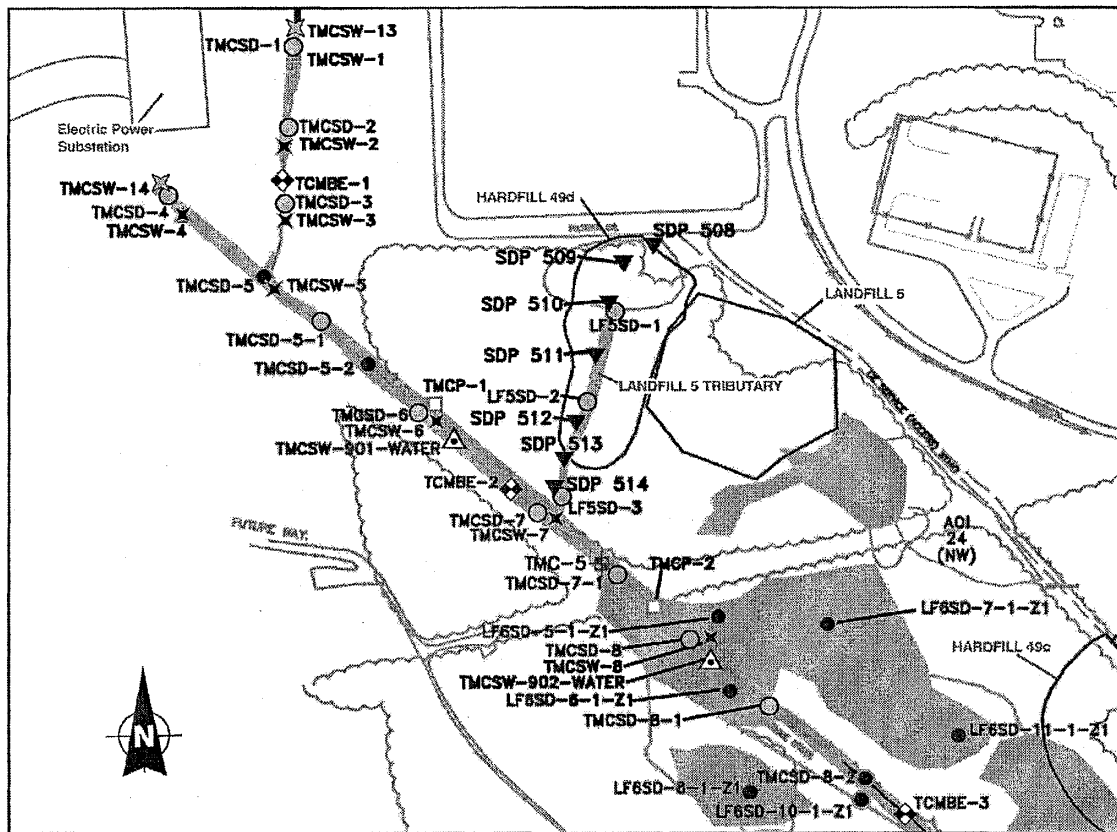 TMCSW-13
TMCSD-1
TMCSW-1
TMCSD-2
TMCSW-2
Electric Power
Substation
TCMBE-1
TMCSD-3
TMCSW-3
TMCSW-14
TMCSD-4
TMCSW-4
HARDFILL 49d
SDP 508
SDP 509
TMCSD-5
TMCSW-5
SDP 510
LANDFILL 5
LF5SD-1
TMCSD-5-1
SDP 511
TMCSD-5-2
TMCP-1
LANDFILL 5 TRIBUTARY
LF5SD-2
TMCSD-6
SDP 512
TMCSW-6
TMCSW-901-WATER
SDP 513
TCMBE-2
SDP 514
LF5SD-3
TMCSD-7
TMCSW-7
FUTURE WAY
AOI
24
(NW)
TMC-5
TMCP-2
TMCSD-7-1
LF6SD-7-1-Z1
LF6SD-5-1-Z1
TMCSD-8
TMCSW-8
HARDFILL 49c
TMCSW-902-WATER
LF6SD-6-1-Z1
TMCSD-8-1
N
LF6SD-11-1-Z1
TMCSD-8-2
LF6SD-8-1-Z1
LF6SD-10-1-Z1
TCMBE-3